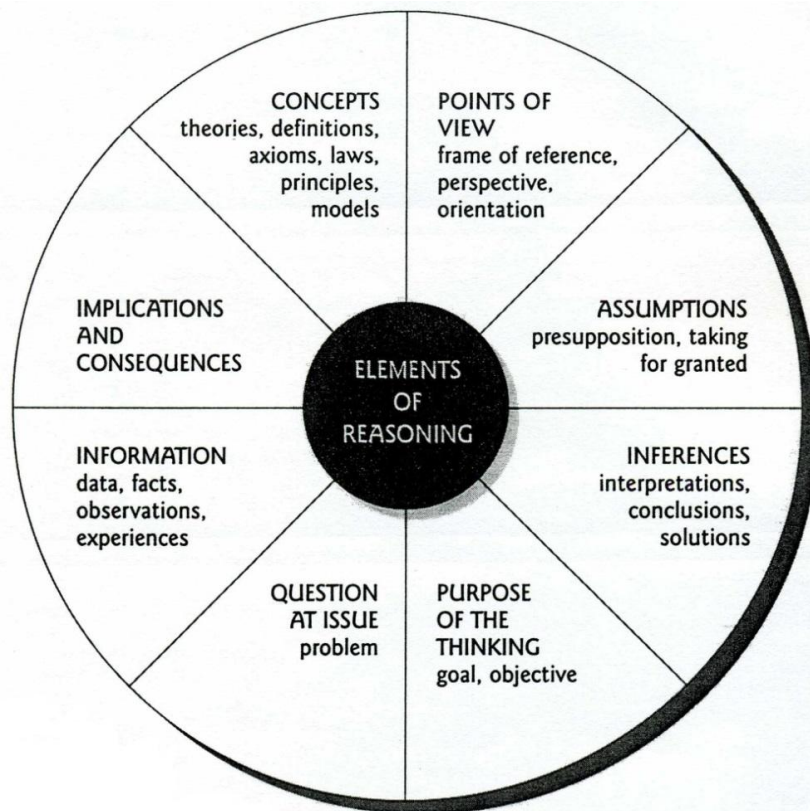 CONCEPTS
theories, definitions,
axioms, laws,
principles,
models
POINTS OF
VIEW
frame of reference,
perspective,
orientation
ASSUMPTIONS
presupposition, taking
for granted
INFERENCES
interpretations,
conclusions,
solutions
PURPOSE
OF THE
THINKING
goal, objective
QUESTION
AT ISSUE
problem
INFORMATION
data, facts,
observations,
experiences
IMPLICATIONS
AND
CONSEQUENCES
ELEMENTS
OF
REASONING